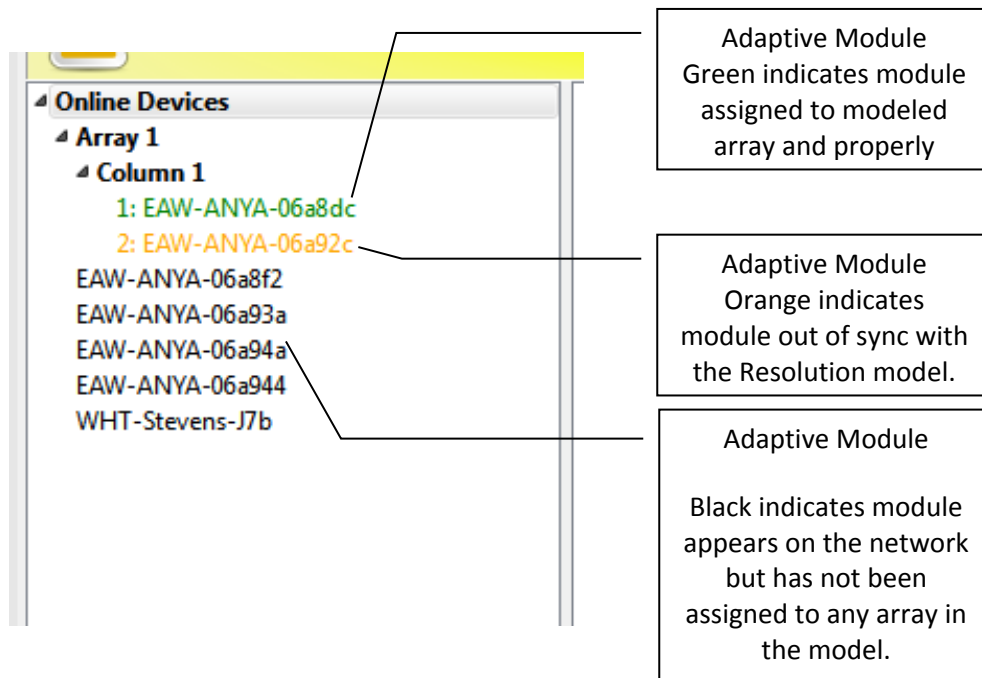 Online Devices
Array 1
Column 1
1: EAW-ANYA-06a8dc
2: EAW-ANYA-06a92c
EAW-ANYA-06a8f2
EAW-ANYA-06a93a
EAW-ANYA-06a94a
EAW-ANYA-06a944
WHT-Stevens-J7b
Adaptive Module
Green indicates module
assigned to modeled
array and properly
Adaptive Module
Orange indicates
module out of sync with
the Resolution model.
Adaptive Module
Black indicates module
appears on the network
but has not been
assigned to any array in
the model.